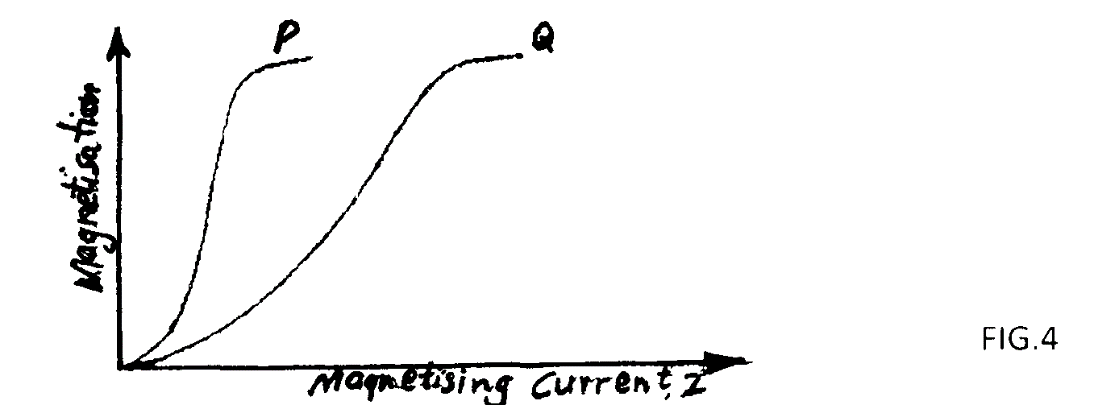 P
Q
Magnetisation
FIG.4
Magnetising Current, I